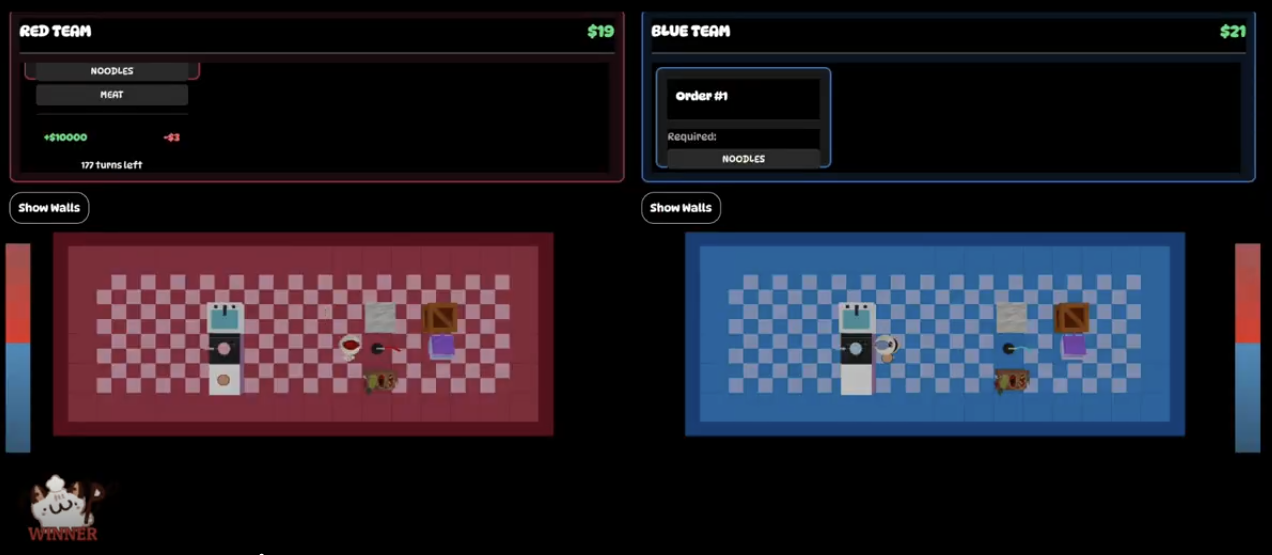 RED TEAM
$19
NOODLES
MEAT
+$10000
-$3
177 turns left
Show Walls
BLUE TEAM
$21
Order #1
Required:
NOODLES
Show Walls
WINNER